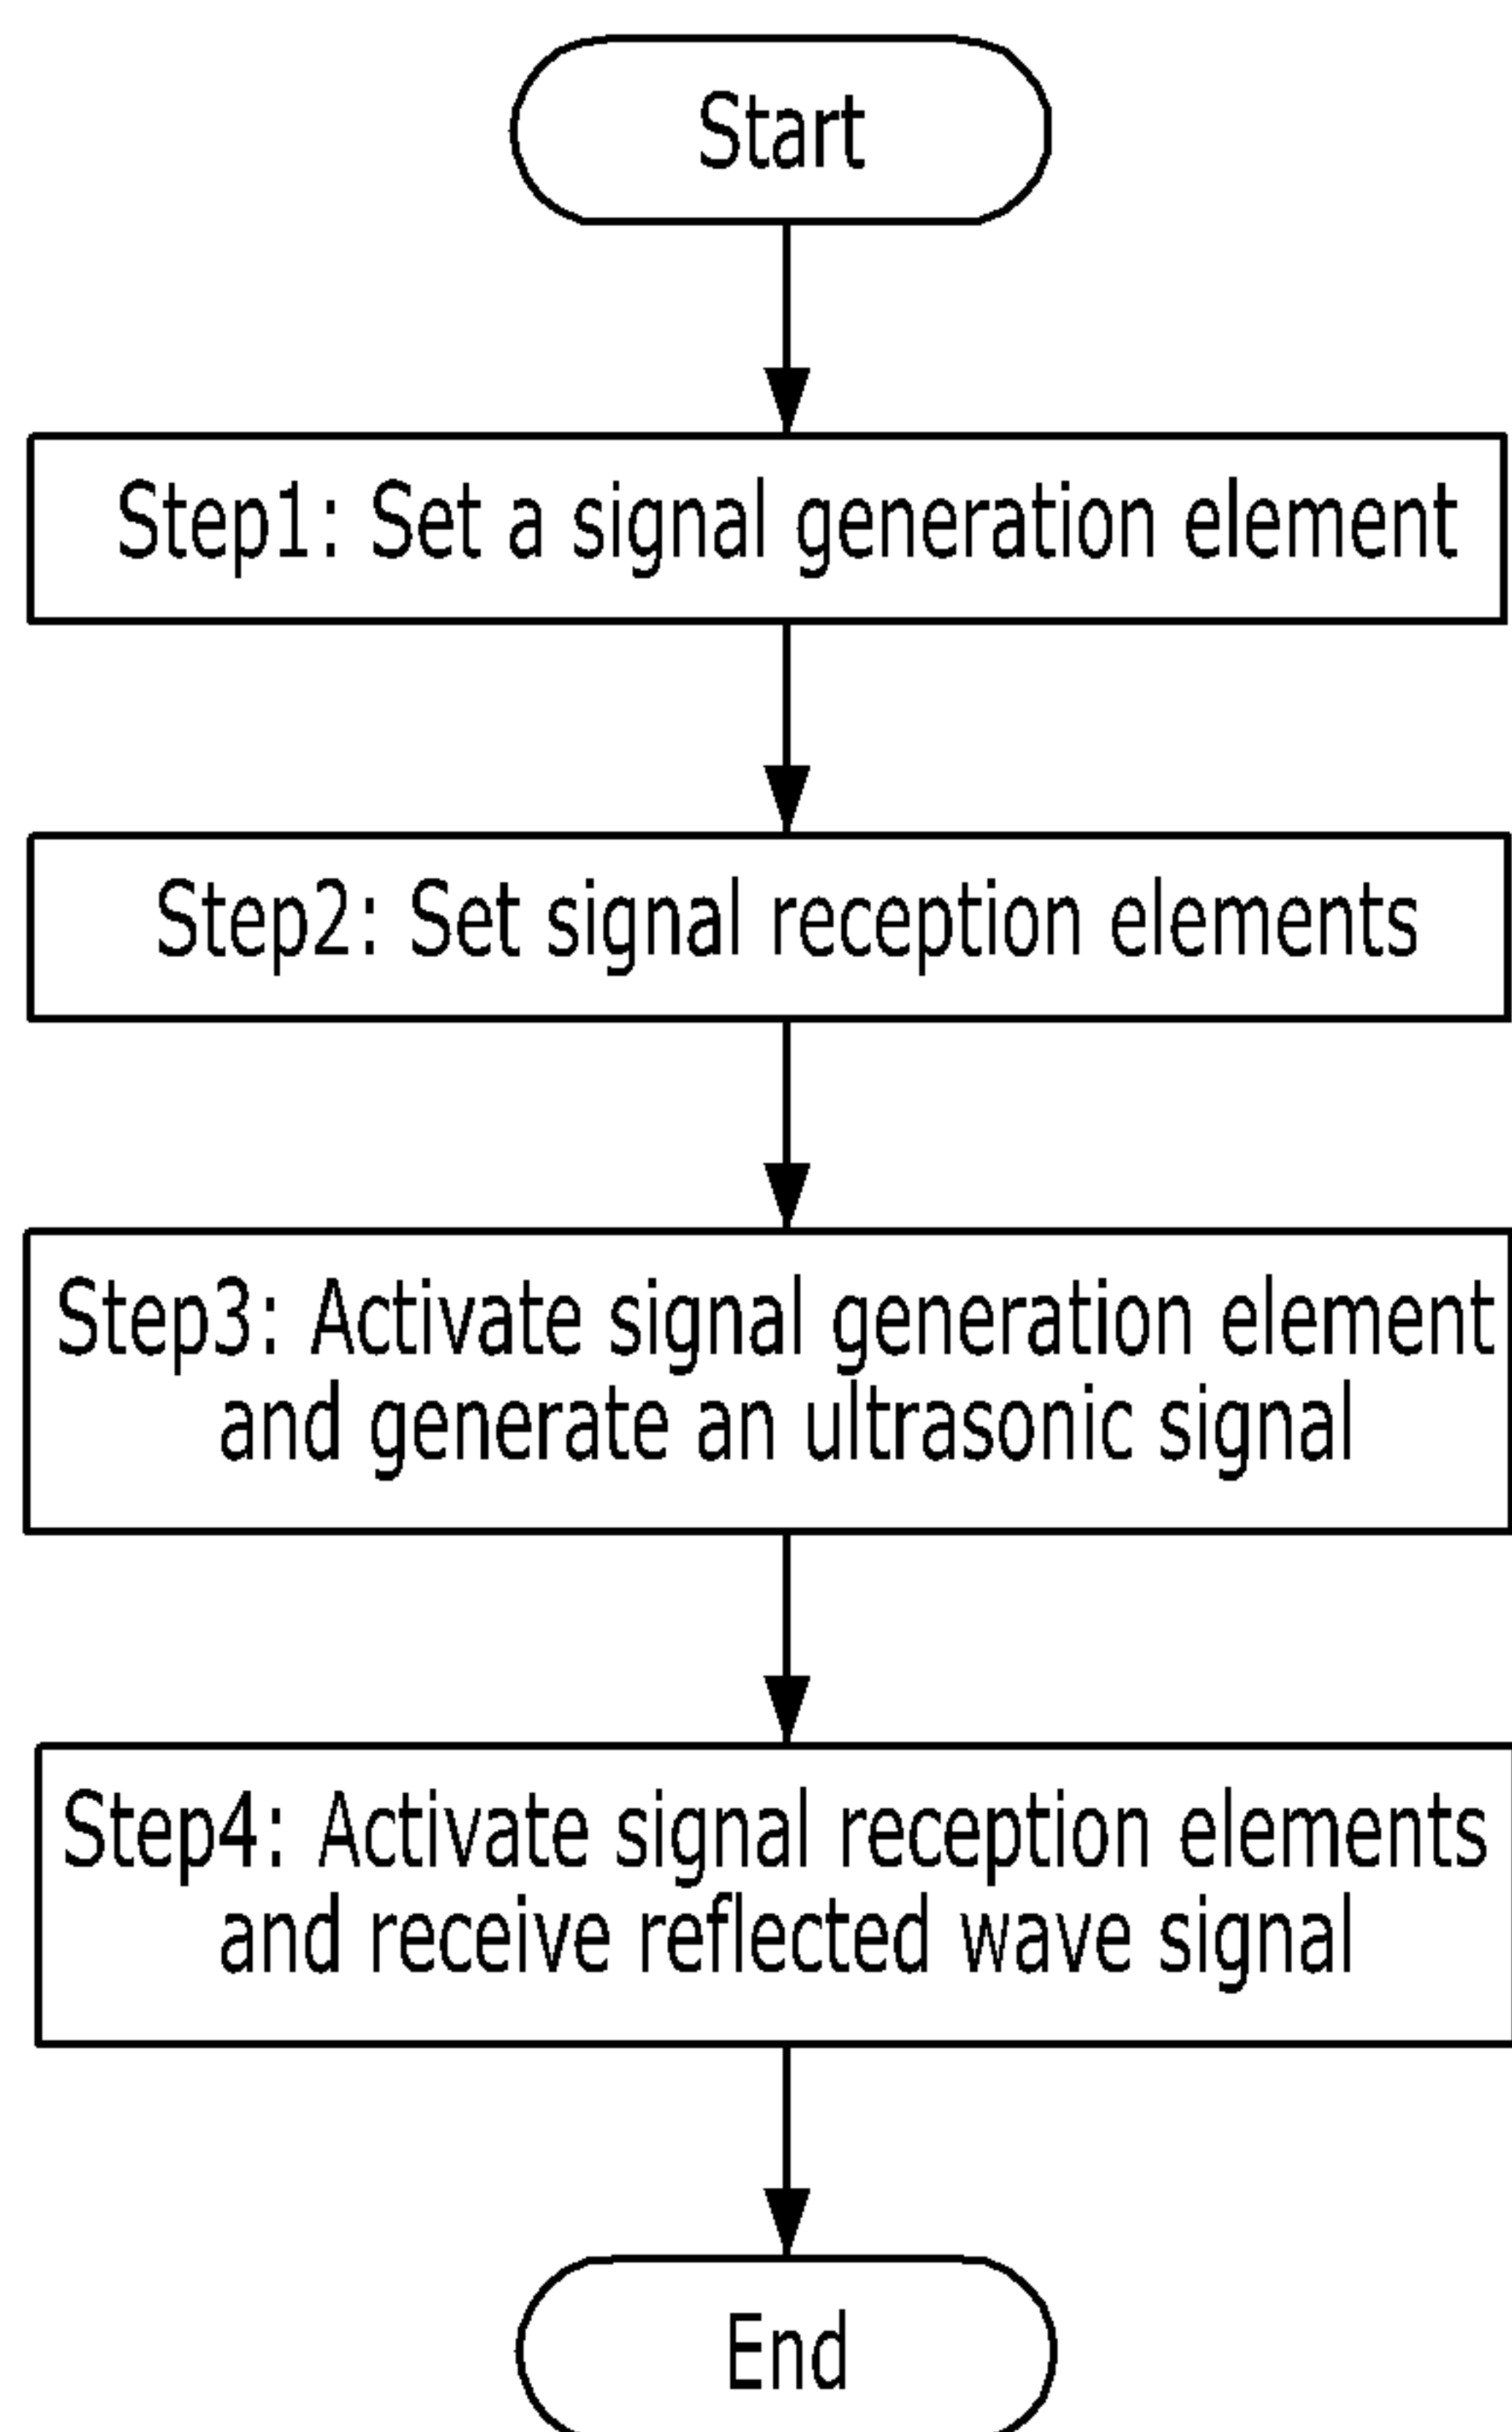 Start
Step1: Set a signal generation element
Step2: Set signal reception elements
Step3: Activate signal generation element
and generate an ultrasonic signal
Step4: Activate signal reception elements
and receive reflected wave signal
End